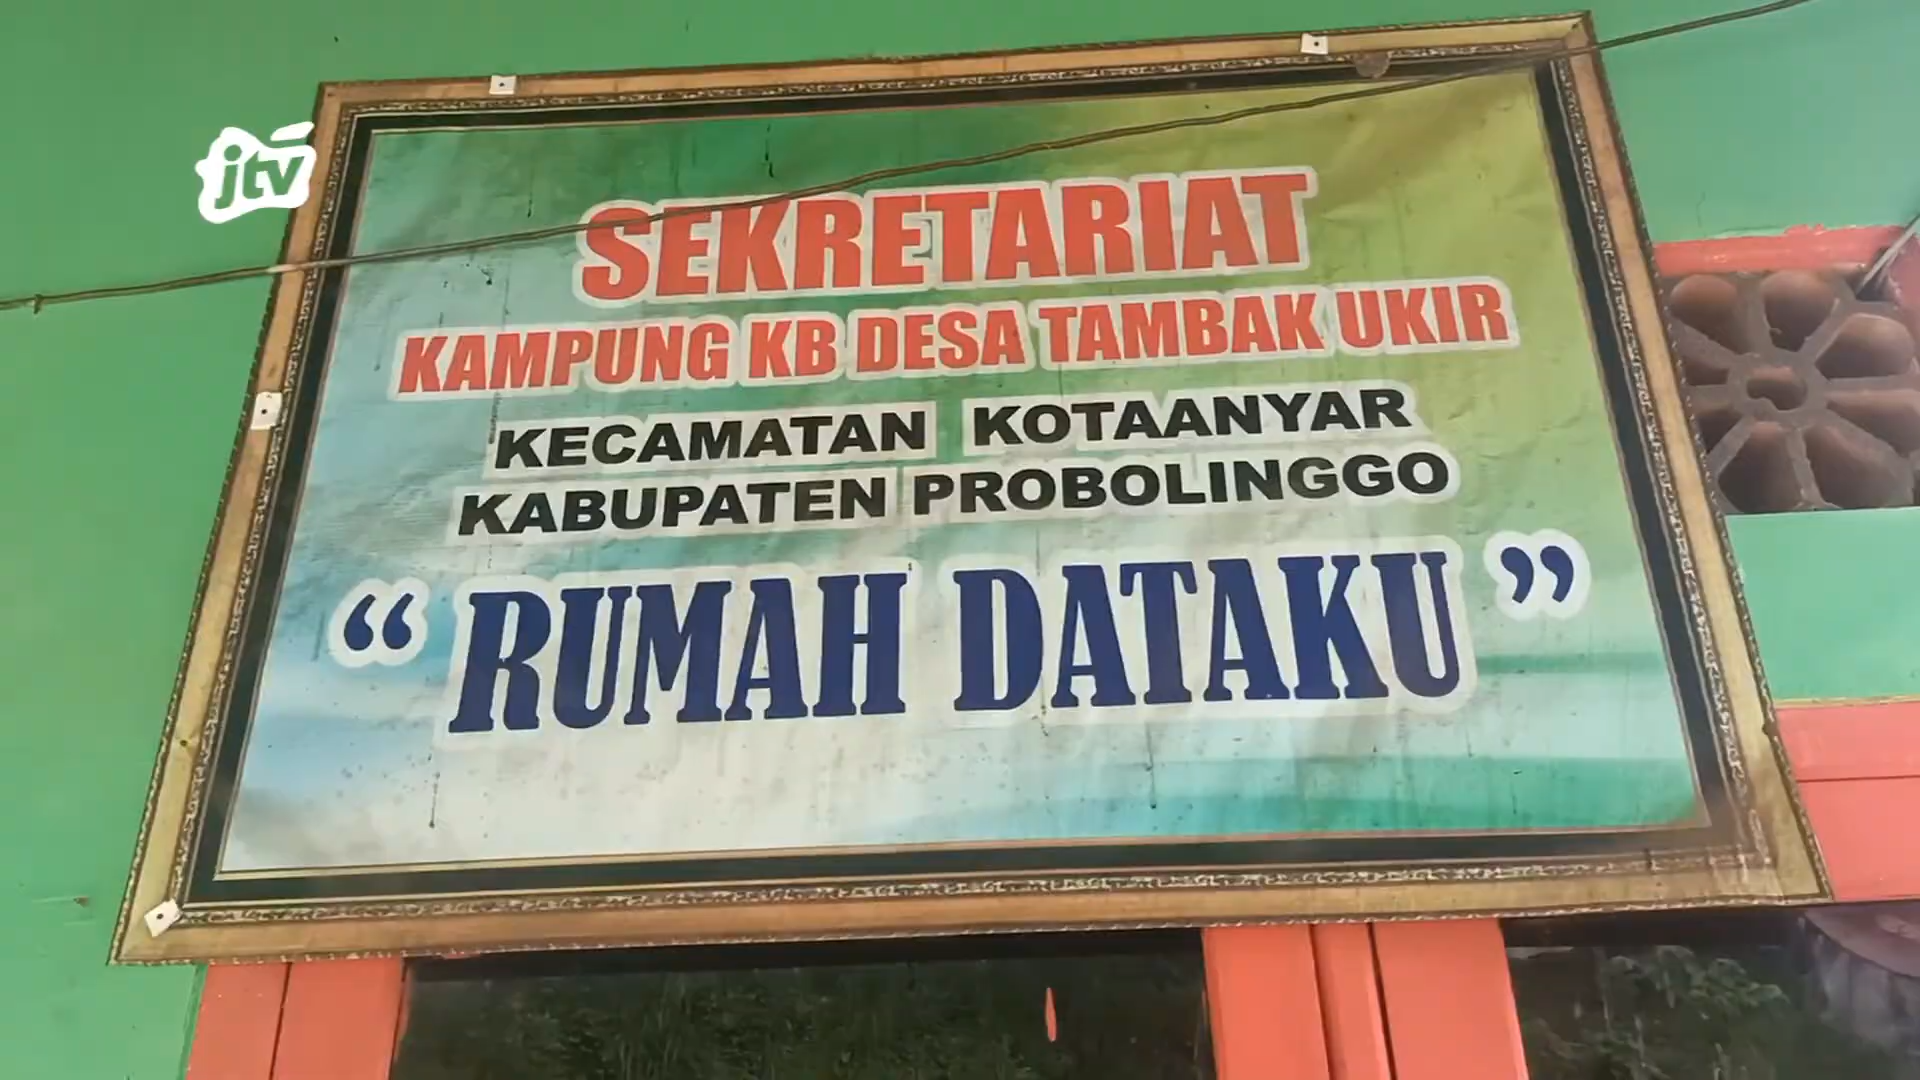 jtv
SEKRETARIAT
KAMPUNG KB DESA TAMBAK UKIR
KECAMATAN KOTAANYAR
KABUPATEN PROBOLINGGO
“ RUMAH DATAKU ”